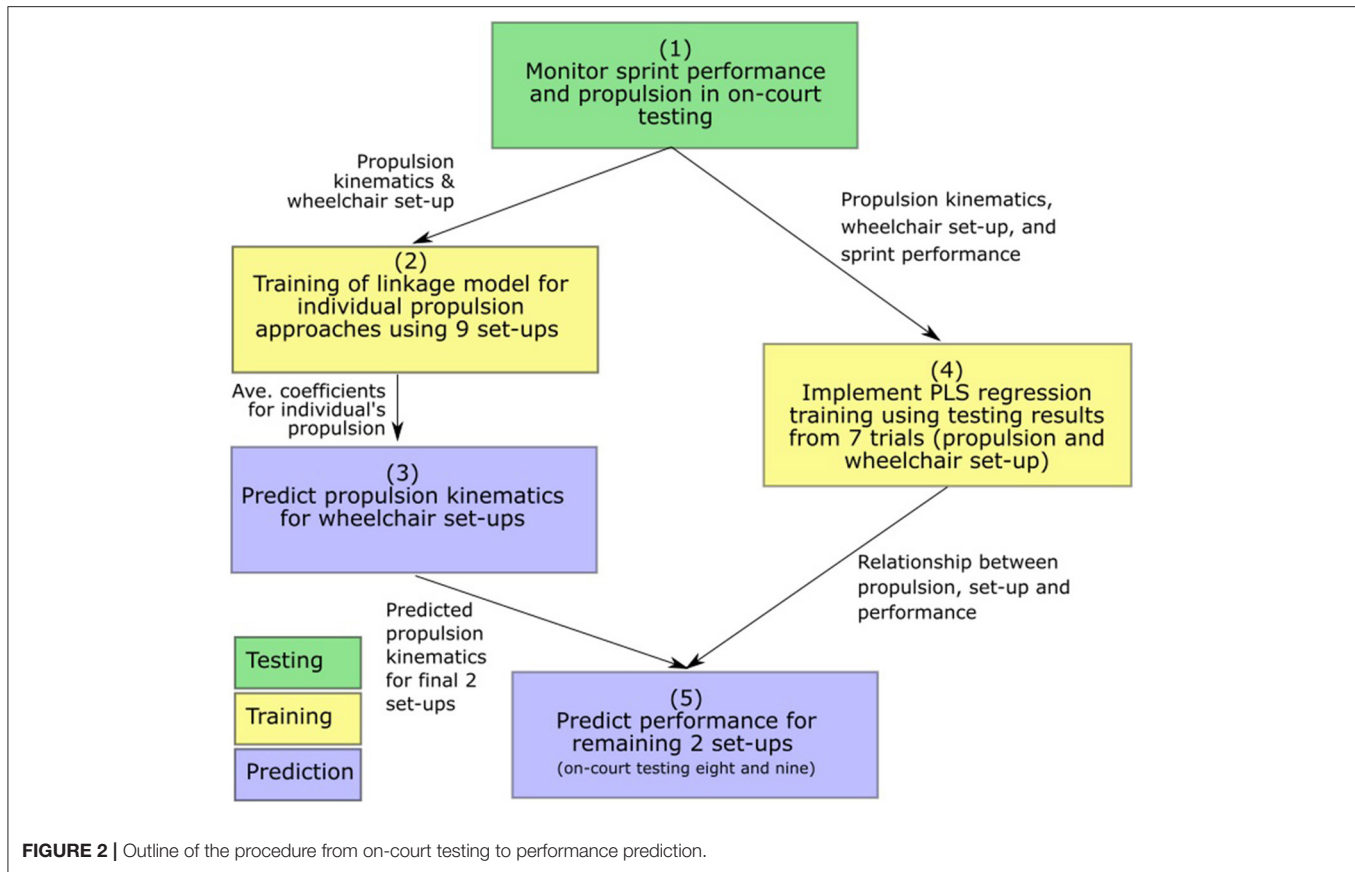 (1)
Monitor sprint performance
and propulsion in on-court
testing
Propulsion
kinematics &
wheelchair set-up
Propulsion kinematics,
wheelchair set-up, and
sprint performance
(2)
Training of linkage model for
individual propulsion
approaches using 9 set-ups
(4)
Implement PLS regression
training using testing results
from 7 trials (propulsion and
wheelchair set-up)
Ave. coefficients
for individual's
propulsion
(3)
Predict propulsion kinematics
for wheelchair set-ups
Relationship between
propulsion, set-up and
performance
Predicted
propulsion
kinematics
for final 2
set-ups
Testing
Training
Prediction
(5)
Predict performance for
remaining 2 set-ups
(on-court testing eight and nine)
FIGURE 2 | Outline of the procedure from on-court testing to performance prediction.